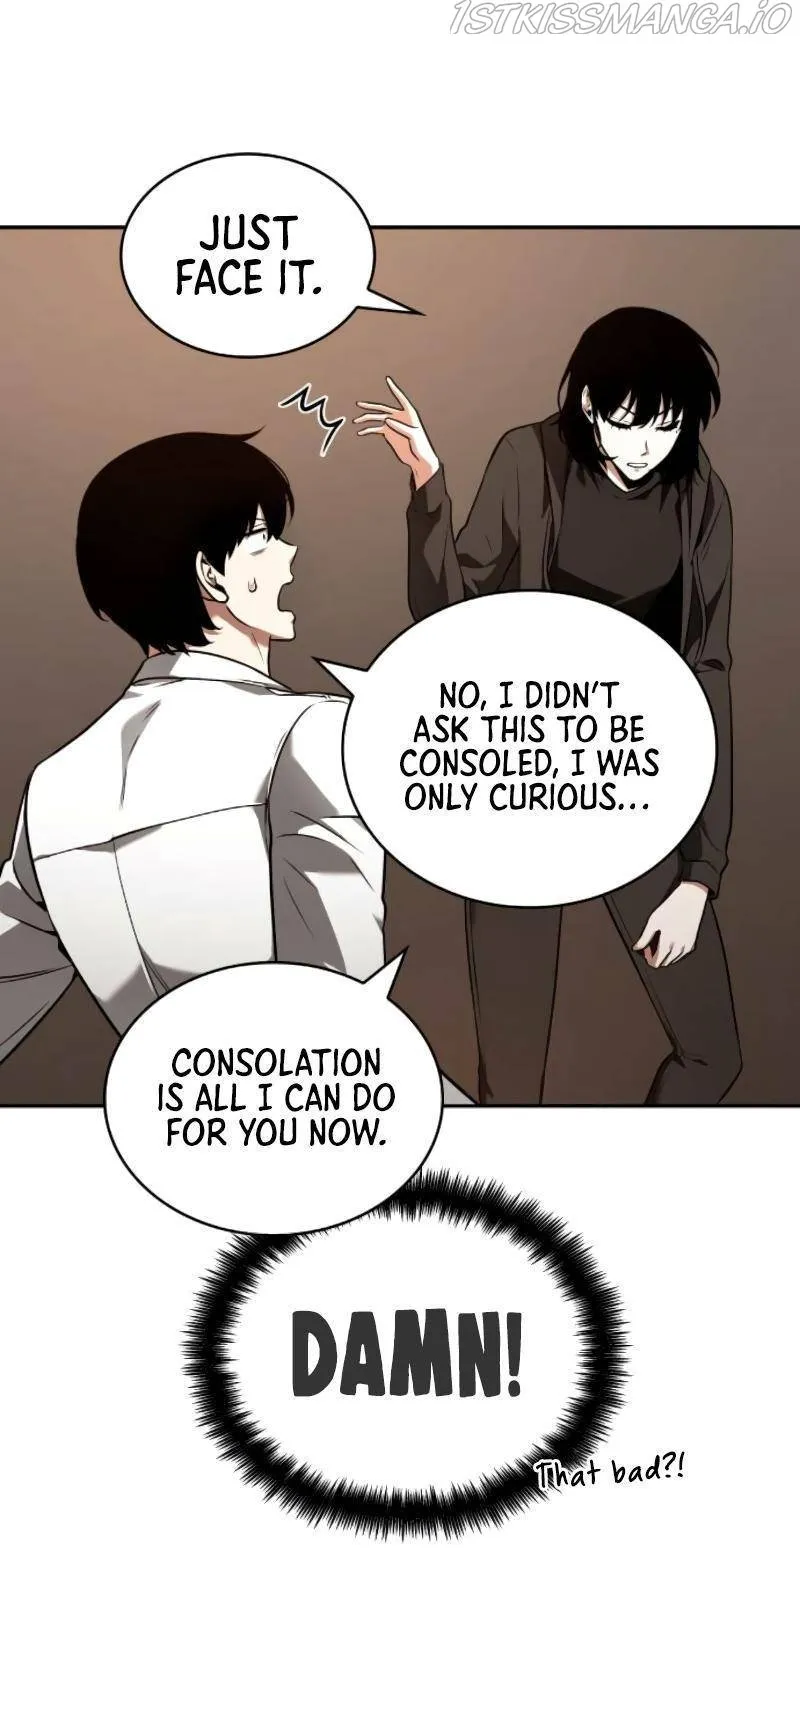 1STKISSMANGA.IO
JUST
FACE IT.
NO, I DIDN'T
ASK THIS TO BE
CONSOLED, I WAS
ONLY CURIOUS...
CONSOLATION
IS ALL I CAN DO
FOR YOU NOW.
DAMN!
That bad?!